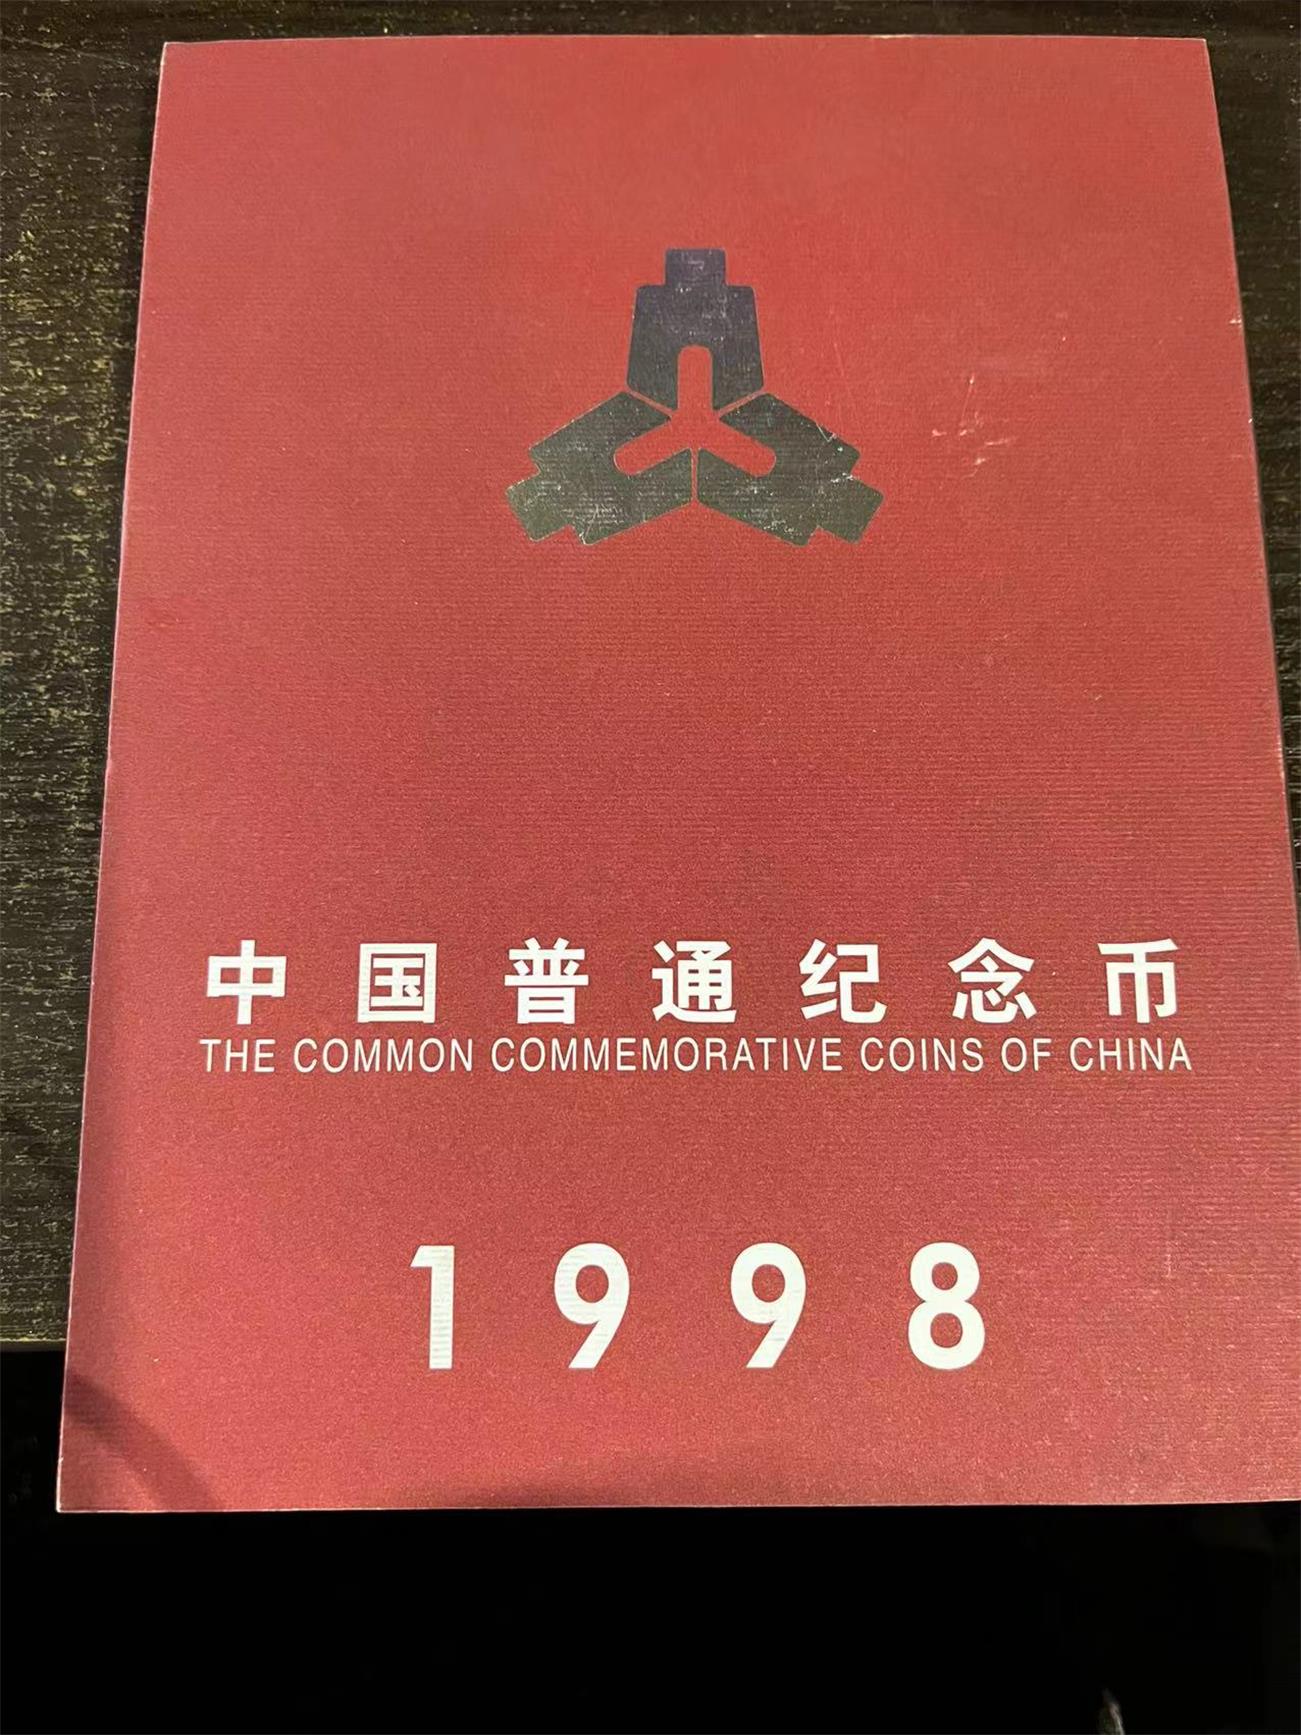 中国普通纪念币
THE COMMON COMMEMORATIVE COINS OF CHINA
1998